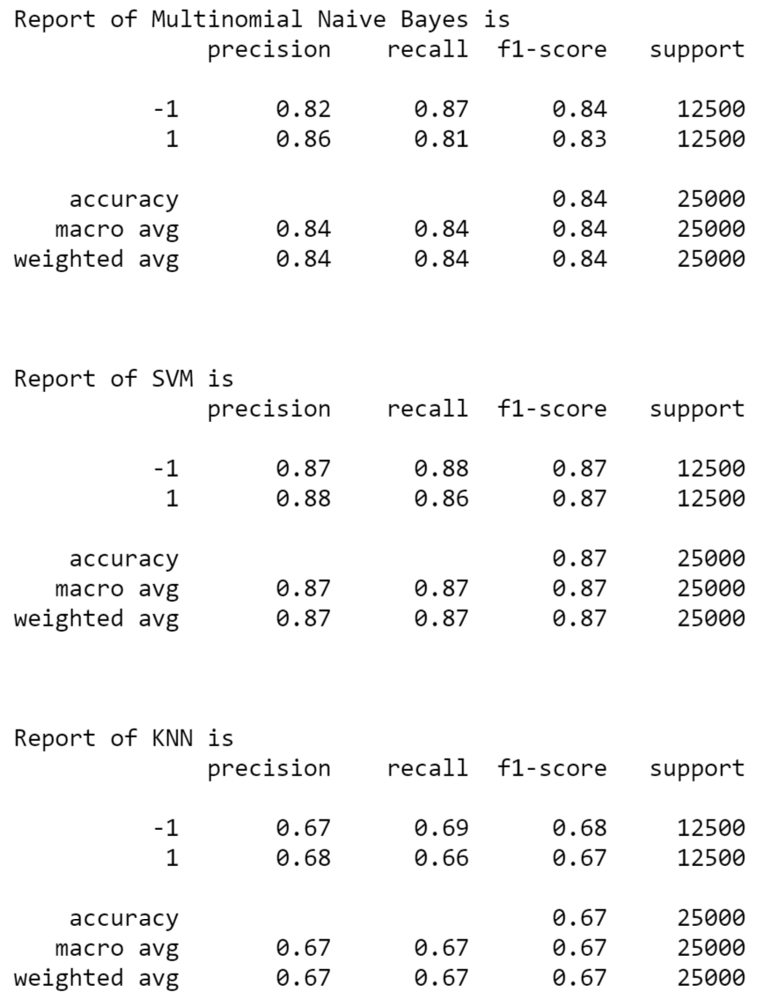 Report of Multinomial Naive Bayes is
              precision    recall  f1-score   support

          -1       0.82      0.87      0.84     12500
           1       0.86      0.81      0.83     12500

    accuracy                           0.84     25000
   macro avg       0.84      0.84      0.84     25000
weighted avg       0.84      0.84      0.84     25000

Report of SVM is
              precision    recall  f1-score   support

          -1       0.87      0.88      0.87     12500
           1       0.88      0.86      0.87     12500

    accuracy                           0.87     25000
   macro avg       0.87      0.87      0.87     25000
weighted avg       0.87      0.87      0.87     25000

Report of KNN is
              precision    recall  f1-score   support

          -1       0.67      0.69      0.68     12500
           1       0.68      0.66      0.67     12500

    accuracy                           0.67     25000
   macro avg       0.67      0.67      0.67     25000
weighted avg       0.67      0.67      0.67     25000